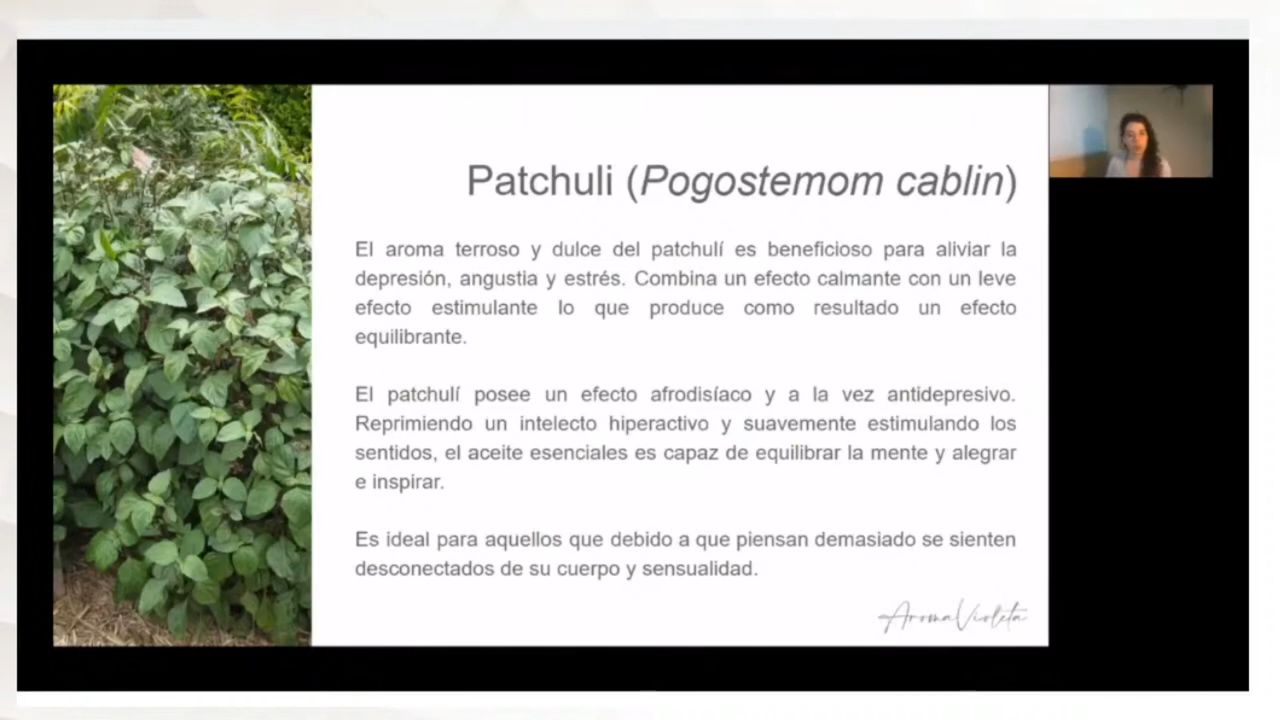 Patchuli (Pogostemom cablin)
El aroma terroso y dulce del patchulí es beneficioso para aliviar la
depresión, angustia y estrés. Combina un efecto calmante con un leve
efecto estimulante lo que produce como resultado un efecto
equilibrante.
El patchulí posee un efecto afrodisíaco y a la vez antidepresivo.
Reprimiendo un intelecto hiperactivo y suavemente estimulando los
sentidos, el aceite esenciales es capaz de equilibrar la mente y alegrar
e inspirar.
Es ideal para aquellos que debido a que piensan demasiado se sienten
desconectados de su cuerpo y sensualidad.
AromaVioleta